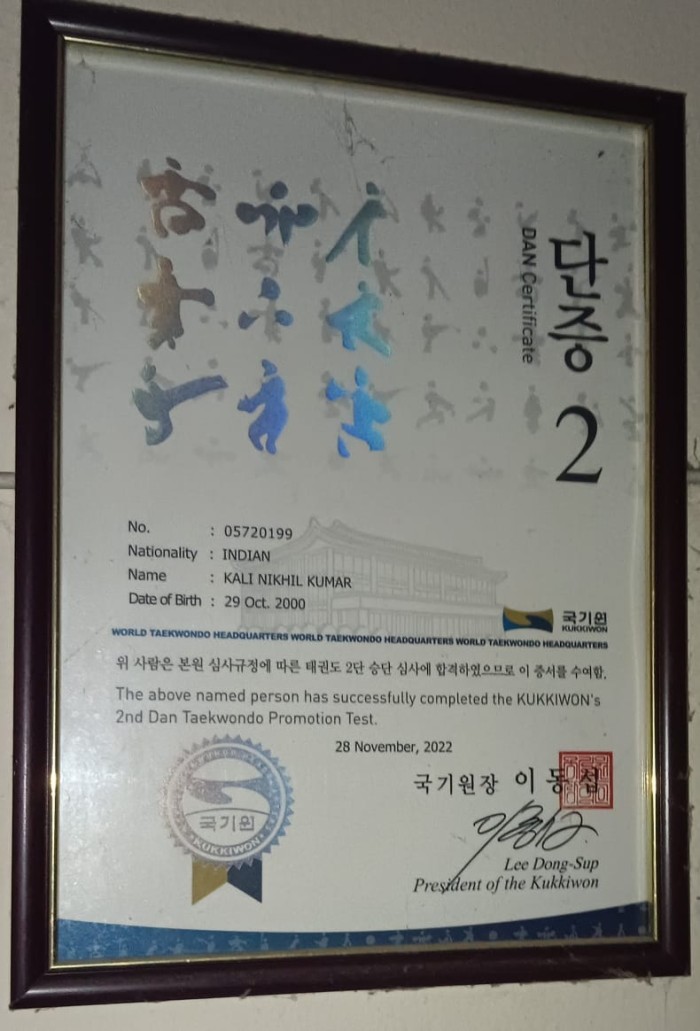 단증 2
DAN Certificate
No. : 05720199
Nationality : INDIAN
Name : KALI NIKHIL KUMAR
Date of Birth : 29 Oct. 2000
국기원
KUKKIWON
WORLD TAEKWONDO HEADQUARTERS WORLD TAEKWONDO HEADQUARTERS WORLD TAEKWONDO HEADQUARTERS
위 사람은 본원 심사규정에 따른 태권도 2단 승단 심사에 합격하였으므로 이 증서를 수여함.
The above named person has successfully completed the KUKKIWON's
2nd Dan Taekwondo Promotion Test.
28 November, 2022
국기원장 이동섭
국기원
KUKKIWON
Lee Dong-Sup
President of the Kukkiwon